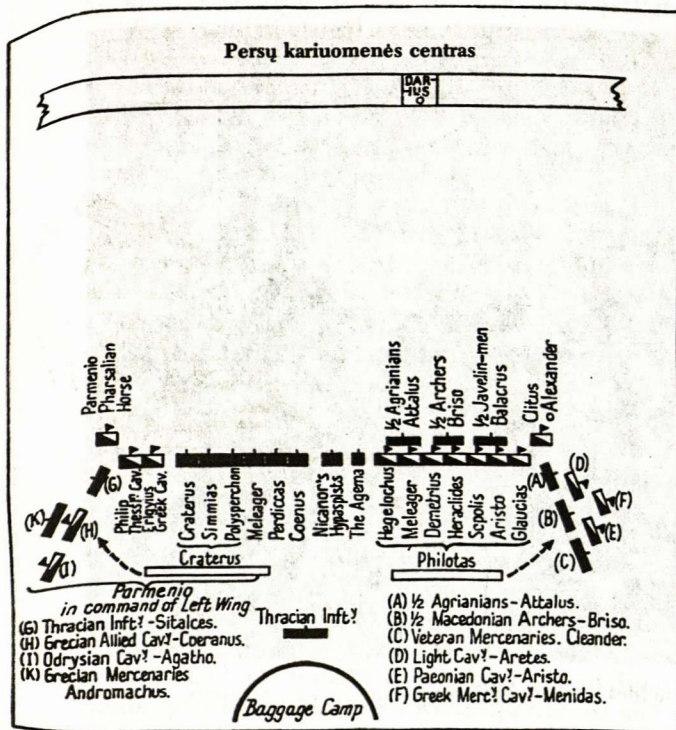 Persų kariuomenės centras
DAR-
IUS
Parmenio
Pharsalian
Horse
½ Agrianians
Attalus
½ Archers
Briso
½ Javelin-men
Balacrus
Clitus
Alexander
(G)
(K)
(H)
(I)
Philip
Thessln Cav.
Erigyus
Greek Cav.
Craterus
Simmias
Polysperchon
Meleager
Perdiccas
Coenus
Nicanor's
Hypaspists
The Agema
Hegelochus
Meleager
Demetrius
Heraclides
Scpolis
Aristo
Glaucias
(A)
(B)
(C)
(D)
(E)
(F)
Craterus
Philotas
Parmenio
in command of Left Wing
(G) Thracian Inft.y-Sitalces.
(H) Grecian Allied Cav.y-Coeranus.
(I) Odrysian Cav.y-Agatho.
(K) Grecian Mercenaries
Andromachus.
Thracian Inft.y
Baggage Camp
(A) ½ Agrianians-Attalus.
(B) ½ Macedonian Archers-Briso.
(C) Veteran Mercenaries. Cleander.
(D) Light Cav.y-Aretes.
(E) Paeonian Cav.y-Aristo.
(F) Greek Merc.y Cav.y-Menidas.